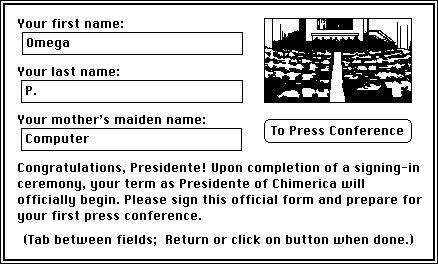 Your first name:
Omega
Your last name:
P.
Your mother's maiden name:
Computer
To Press Conference
Congratulations, Presidente! Upon completion of a signing-in
ceremony, your term as Presidente of Chimerica will
officially begin. Please sign this official form and prepare for
your first press conference.
(Tab between fields; Return or click on button when done.)